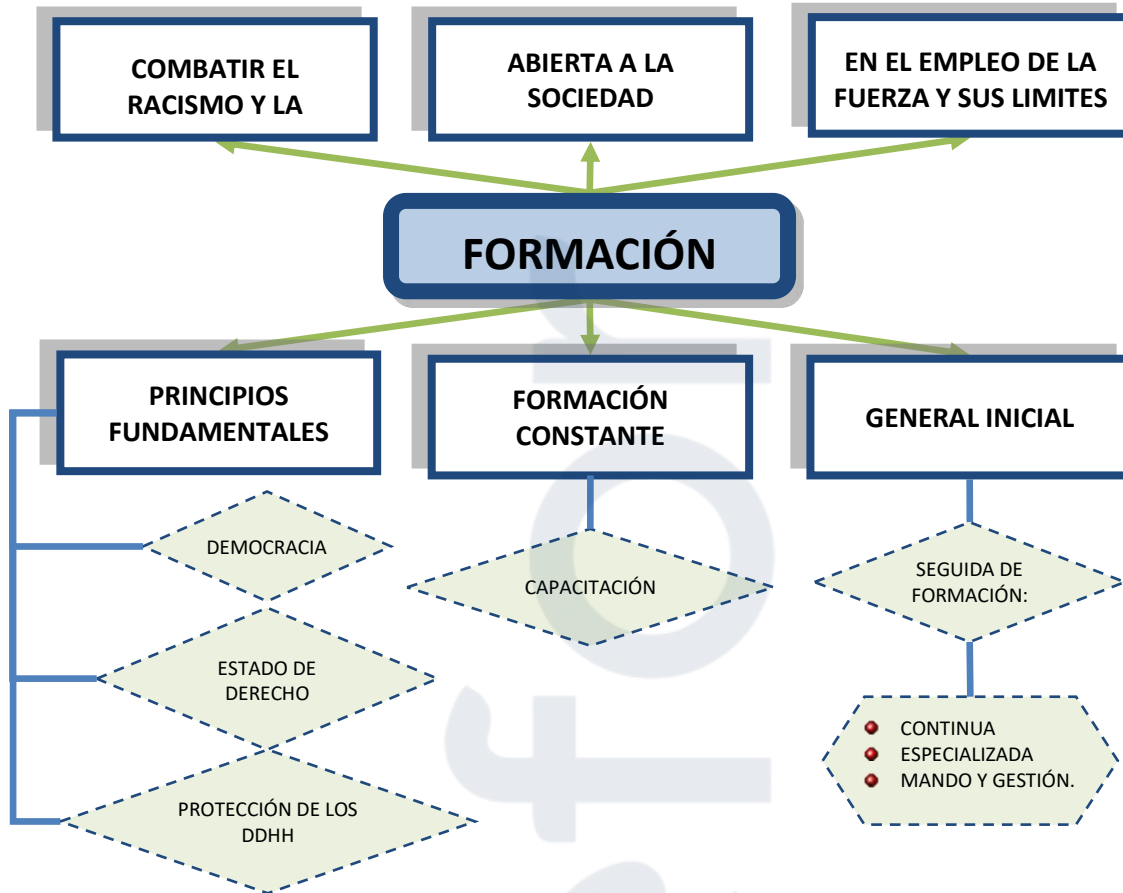 COMBATIR EL
RACISMO Y LA
ABIERTA A LA
SOCIEDAD
EN EL EMPLEO DE LA
FUERZA Y SUS LIMITES
FORMACIÓN
PRINCIPIOS
FUNDAMENTALES
FORMACIÓN
CONSTANTE
GENERAL INICIAL
DEMOCRACIA
ESTADO DE
DERECHO
PROTECCIÓN DE LOS
DDHH
CAPACITACIÓN
SEGUIDA DE
FORMACIÓN:
CONTINUA
ESPECIALIZADA
MANDO Y GESTIÓN.